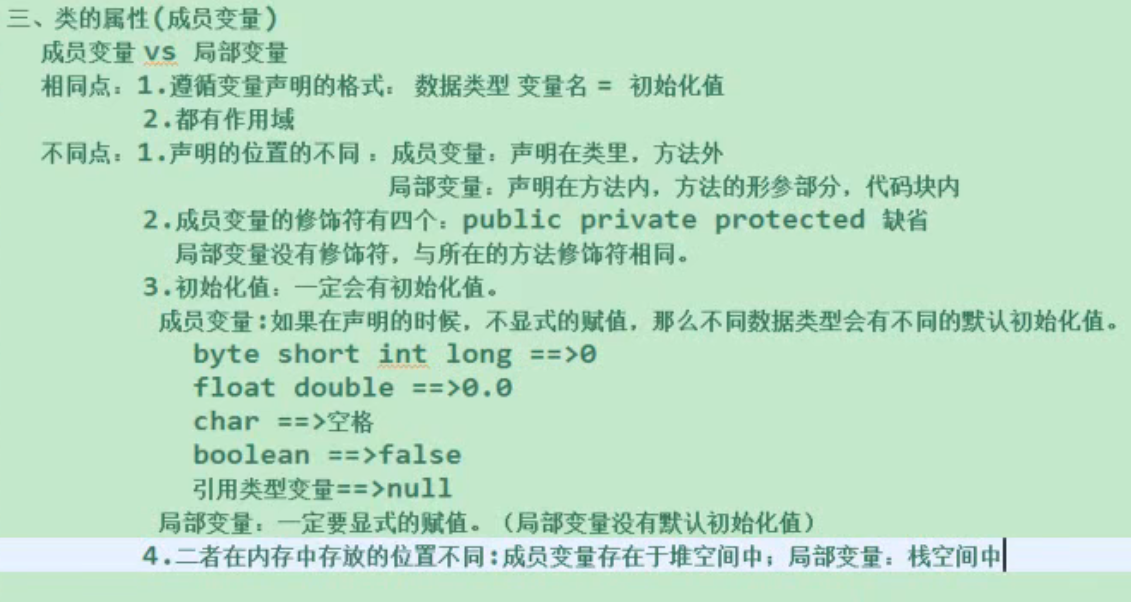 三、类的属性(成员变量)
成员变量 vs 局部变量
相同点：1.遵循变量声明的格式： 数据类型 变量名 = 初始化值
2.都有作用域
不同点：1.声明的位置的不同 ：成员变量：声明在类里，方法外
局部变量：声明在方法内，方法的形参部分，代码块内
2.成员变量的修饰符有四个：public private protected 缺省
局部变量没有修饰符，与所在的方法修饰符相同。
3.初始化值：一定会有初始化值。
成员变量:如果在声明的时候，不显式的赋值，那么不同数据类型会有不同的默认初始化值。
byte short int long ==>0
float double ==>0.0
char ==>空格
boolean ==>false
引用类型变量==>null
局部变量：一定要显式的赋值。（局部变量没有默认初始化值）
4.二者在内存中存放的位置不同:成员变量存在于堆空间中；局部变量：栈空间中